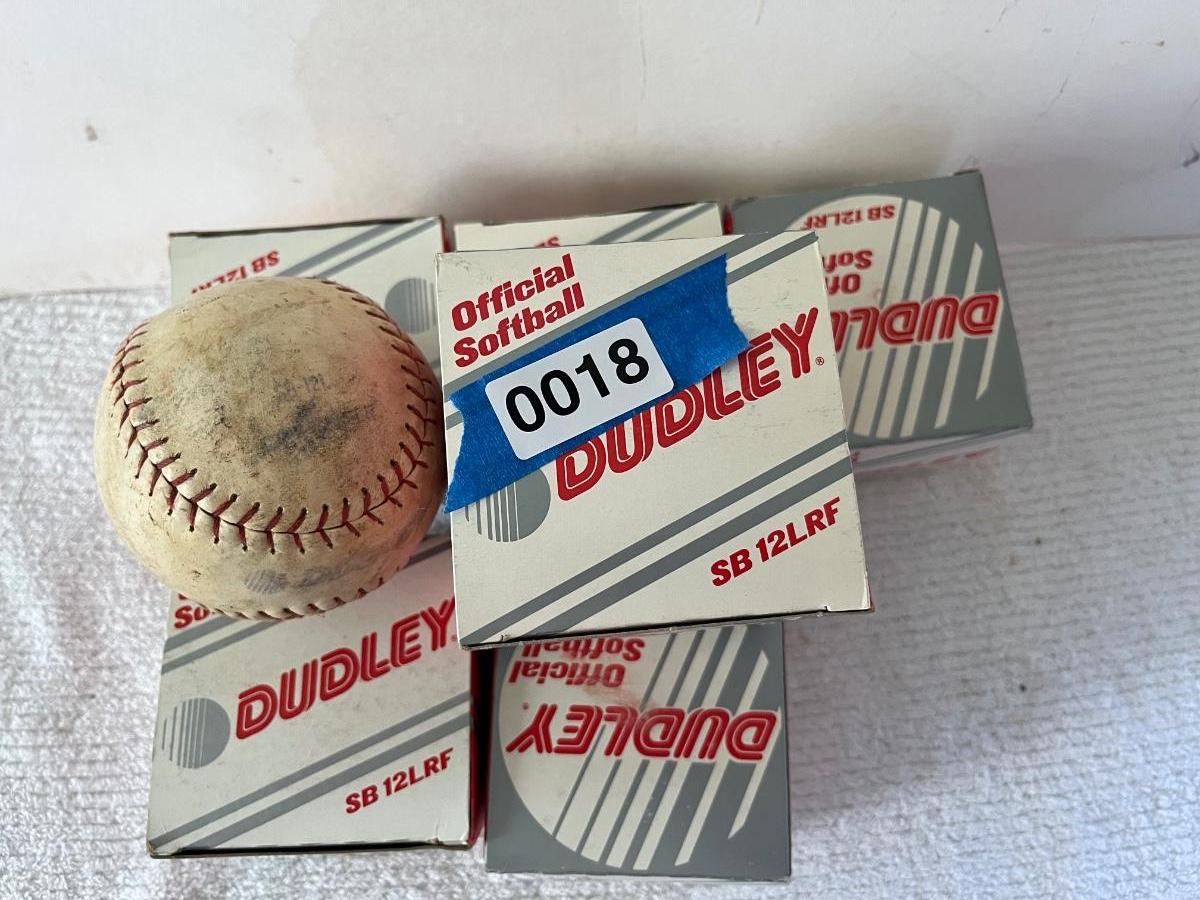 SB 12LRF
SB 12LRF
Official
Softball
DUDLEY®
0018
SB 12LRF
DUDLEY
SB 12LRF
DUDLEY
Official
Softball
DUDLEY